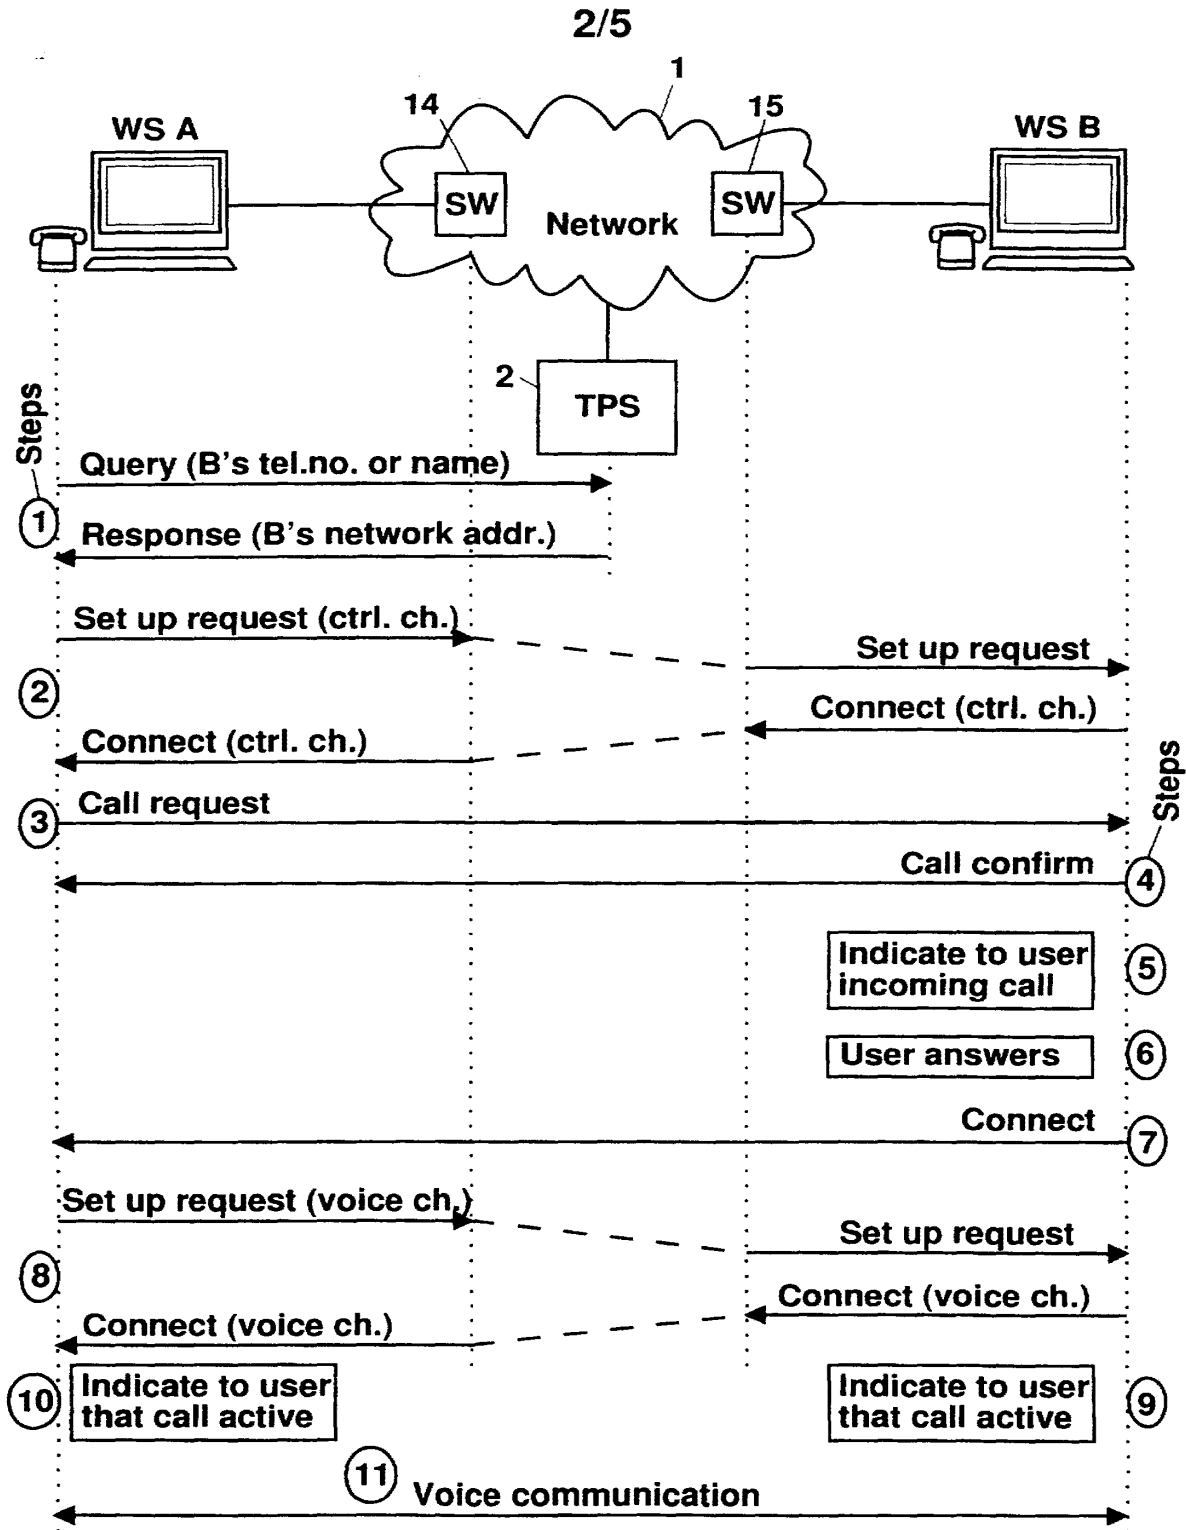 2/5
1
14
15
WS A
WS B
SW
SW
Network
2
TPS
Steps
Query (B's tel.no. or name)
1
Response (B's network addr.)
Set up request (ctrl. ch.)
Set up request
2
Connect (ctrl. ch.)
Connect (ctrl. ch.)
Steps
Call request
3
Call confirm
4
Indicate to user
incoming call
5
User answers
6
Connect
7
Set up request (voice ch.)
Set up request
8
Connect (voice ch.)
Connect (voice ch.)
10
Indicate to user
that call active
Indicate to user
that call active
9
11
Voice communication